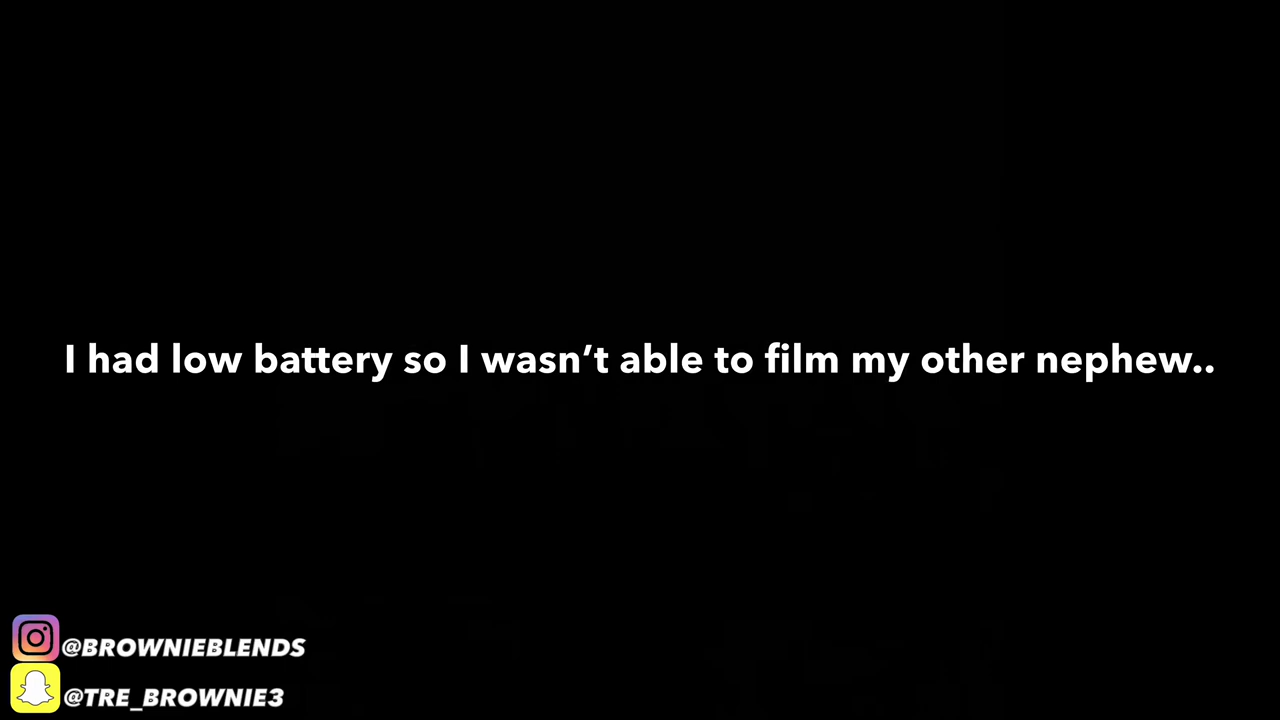 I had low battery so I wasn’t able to film my other nephew..
@BROWNIEBLENDS
@TRE_BROWNIE3